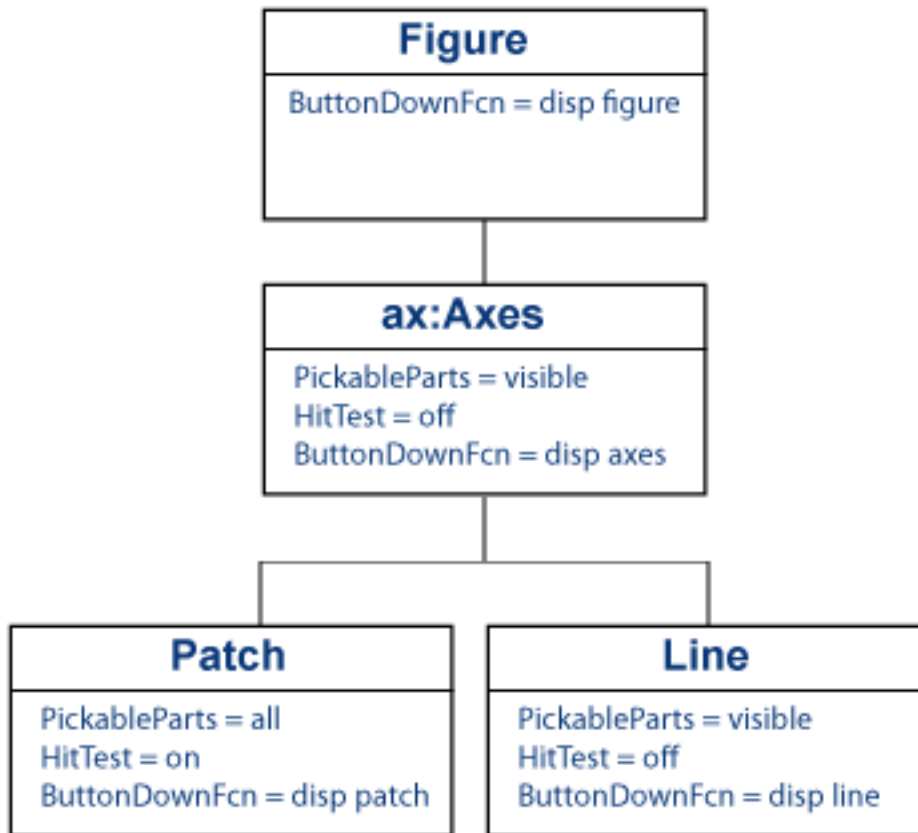 Figure
ButtonDownFcn = disp figure
ax:Axes
PickableParts = visible
HitTest = off
ButtonDownFcn = disp axes
Patch
PickableParts = all
HitTest = on
ButtonDownFcn = disp patch
Line
PickableParts = visible
HitTest = off
ButtonDownFcn = disp line